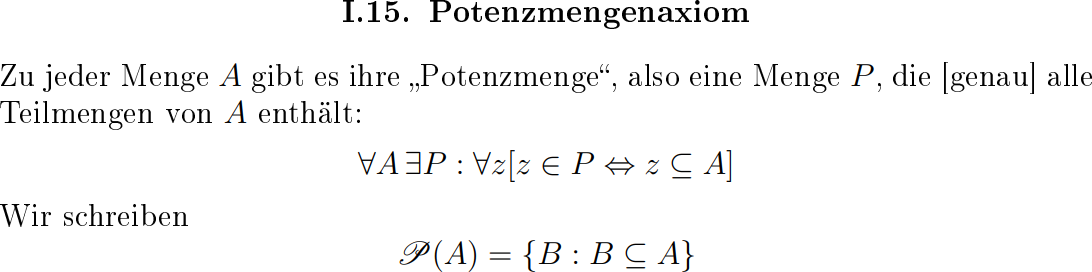 I.15. Potenzmengenaxiom
Zu jeder Menge A gibt es ihre „Potenzmenge“, also eine Menge P, die [genau] alle
Teilmengen von A enthält:
∀A ∃P : ∀z[z ∈ P ⇔ z ⊆ A]
Wir schreiben
𝒫(A) = {B : B ⊆ A}